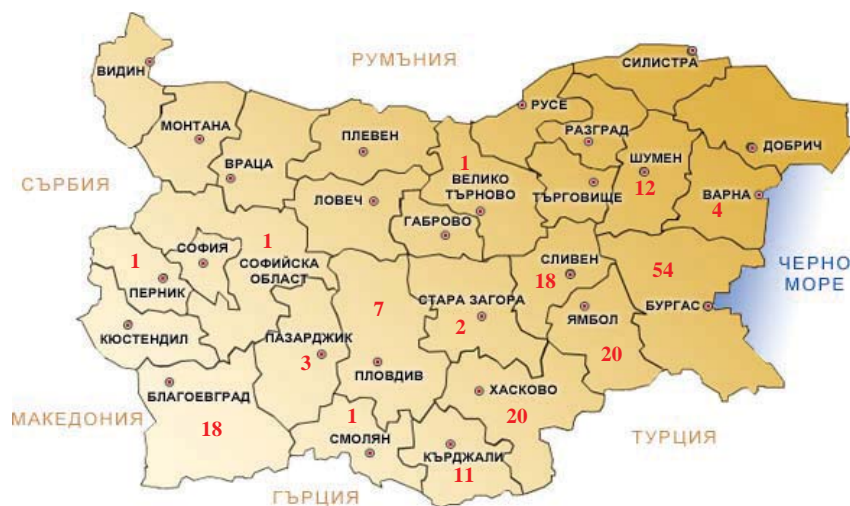 РУМЪНИЯ
СИЛИСТРА
ВИДИН
РУСЕ
МОНТАНА
ПЛЕВЕН
РАЗГРАД
ДОБРИЧ
ШУМЕН
12
ВРАЦА
1
ВЕЛИКО
ТЪРНОВО
СЪРБИЯ
ЛОВЕЧ
ТЪРГОВИЩЕ
ВАРНА
4
ГАБРОВО
СОФИЯ
1
СОФИЙСКА
ОБЛАСТ
1
ПЕРНИК
СЛИВЕН
18
54
БУРГАС
ЧЕРНО
МОРЕ
7
ПЛОВДИВ
СТАРА ЗАГОРА
2
ЯМБОЛ
20
КЮСТЕНДИЛ
ПАЗАРДЖИК
3
БЛАГОЕВГРАД
18
ХАСКОВО
20
МАКЕДОНИЯ
1
СМОЛЯН
КЪРДЖАЛИ
11
ТУРЦИЯ
ГЪРЦИЯ